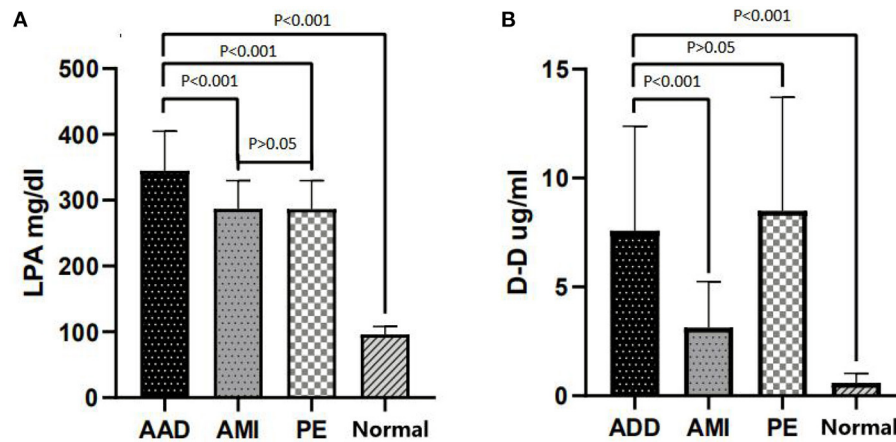 A
P<0.001
P<0.001
P<0.001
P>0.05
500
400
300
200
100
0
LPA mg/dl
AAD
AMI
PE
Normal
B
P<0.001
P>0.05
P<0.001
15
10
5
0
D-D ug/ml
ADD
AMI
PE
Normal